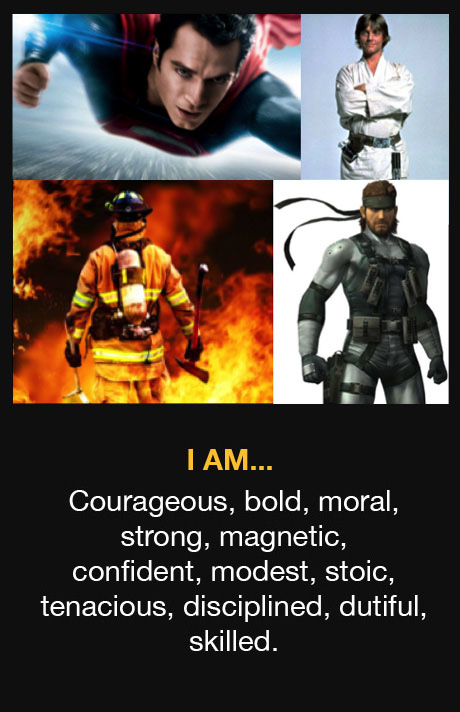 I AM...
Courageous, bold, moral,
strong, magnetic,
confident, modest, stoic,
tenacious, disciplined, dutiful,
skilled.